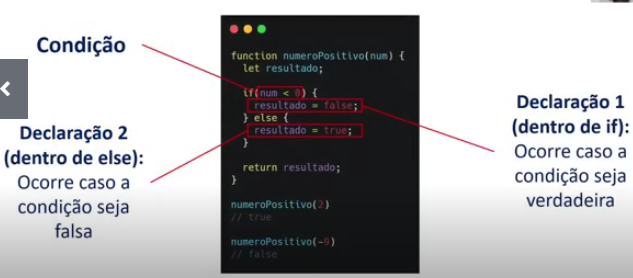 Condição
function numeroPositivo(num) {
let resultado;
if(num < 0) {
resultado = false;
} else {
resultado = true;
}
return resultado;
}
numeroPositivo(2)
// true
numeroPositivo(-9)
// false
Declaração 2
(dentro de else):
Ocorre caso a
condição seja
falsa
Declaração 1
(dentro de if):
Ocorre caso a
condição seja
verdadeira